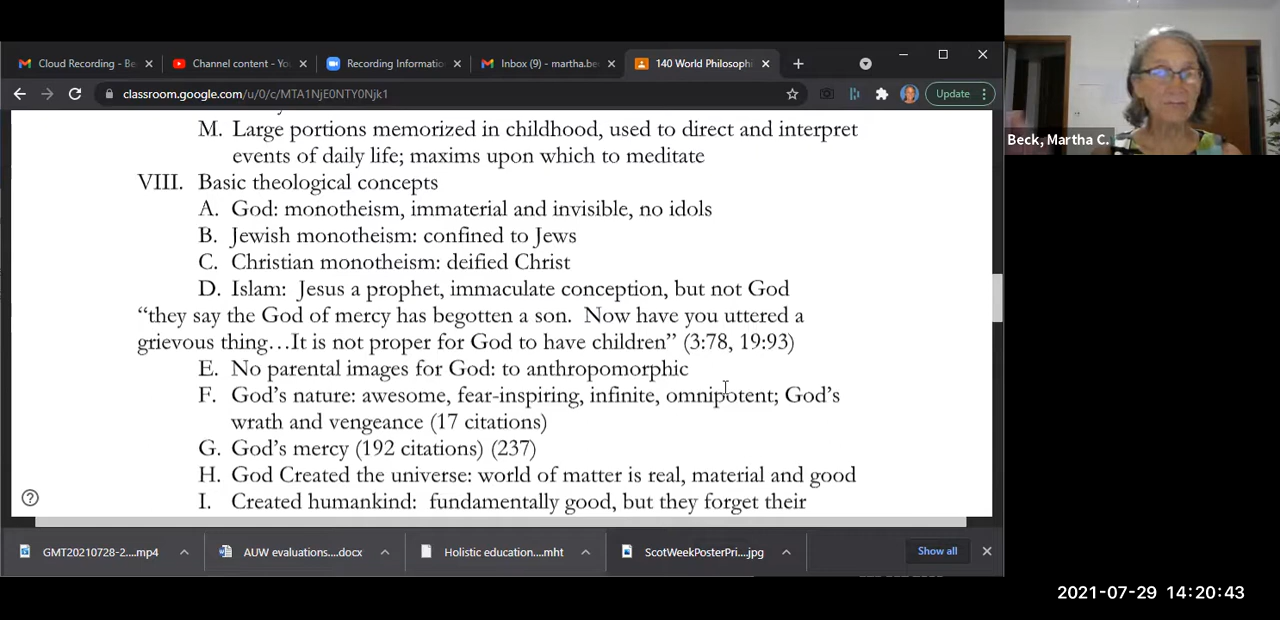 Cloud Recording - Be
Channel content - Yo
Recording Informatio
Inbox (9) - martha.be
140 World Philosophi
classroom.google.com/u/0/c/MTA1NjE0NTY0Njk1
Update
Beck, Martha C.
M. Large portions memorized in childhood, used to direct and interpret
events of daily life; maxims upon which to meditate
VIII. Basic theological concepts
A. God: monotheism, immaterial and invisible, no idols
B. Jewish monotheism: confined to Jews
C. Christian monotheism: deified Christ
D. Islam: Jesus a prophet, immaculate conception, but not God
“they say the God of mercy has begotten a son. Now have you uttered a
grievous thing…It is not proper for God to have children” (3:78, 19:93)
E. No parental images for God: to anthropomorphic
F. God’s nature: awesome, fear-inspiring, infinite, omnipotent; God’s
wrath and vengeance (17 citations)
G. God’s mercy (192 citations) (237)
H. God Created the universe: world of matter is real, material and good
I. Created humankind: fundamentally good, but they forget their
GMT20210728-2....mp4
AUW evaluations....docx
Holistic education....mht
ScotWeekPosterPri....jpg
Show all
2021-07-29 14:20:43